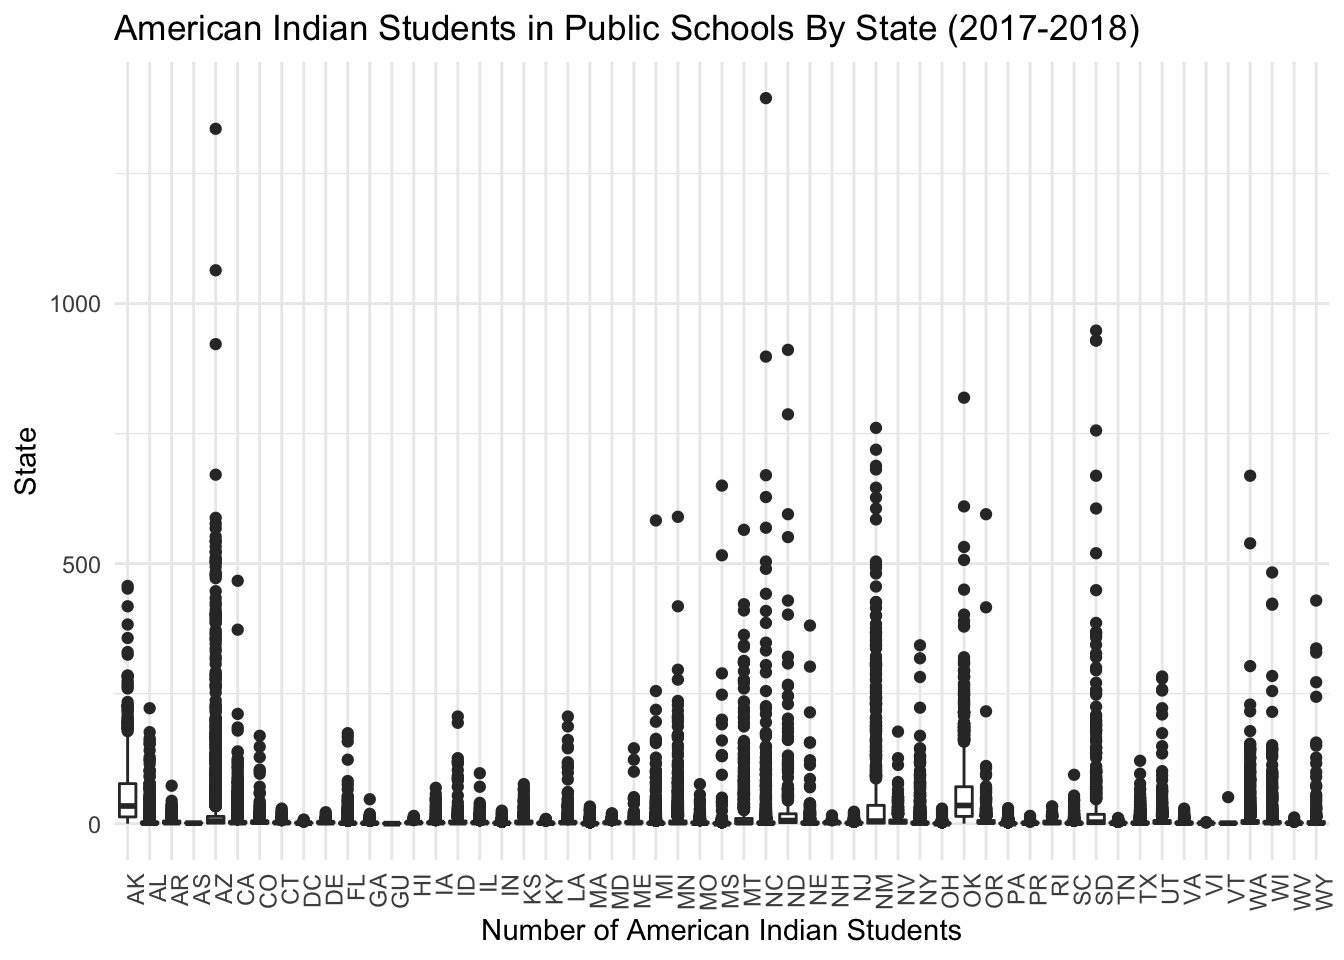 American Indian Students in Public Schools By State (2017-2018)
State
1000
500
0
AK AL AR AS AZ CA CO CT DC DE FL GA GU HI IA ID IL IN KS KY LA MA MD ME MI MN MO MS MT NC ND NE NH NJ NM NV NY OH OK OR PA PR RI SC SD TN TX UT VA VI VT WA WI WV WY
Number of American Indian Students